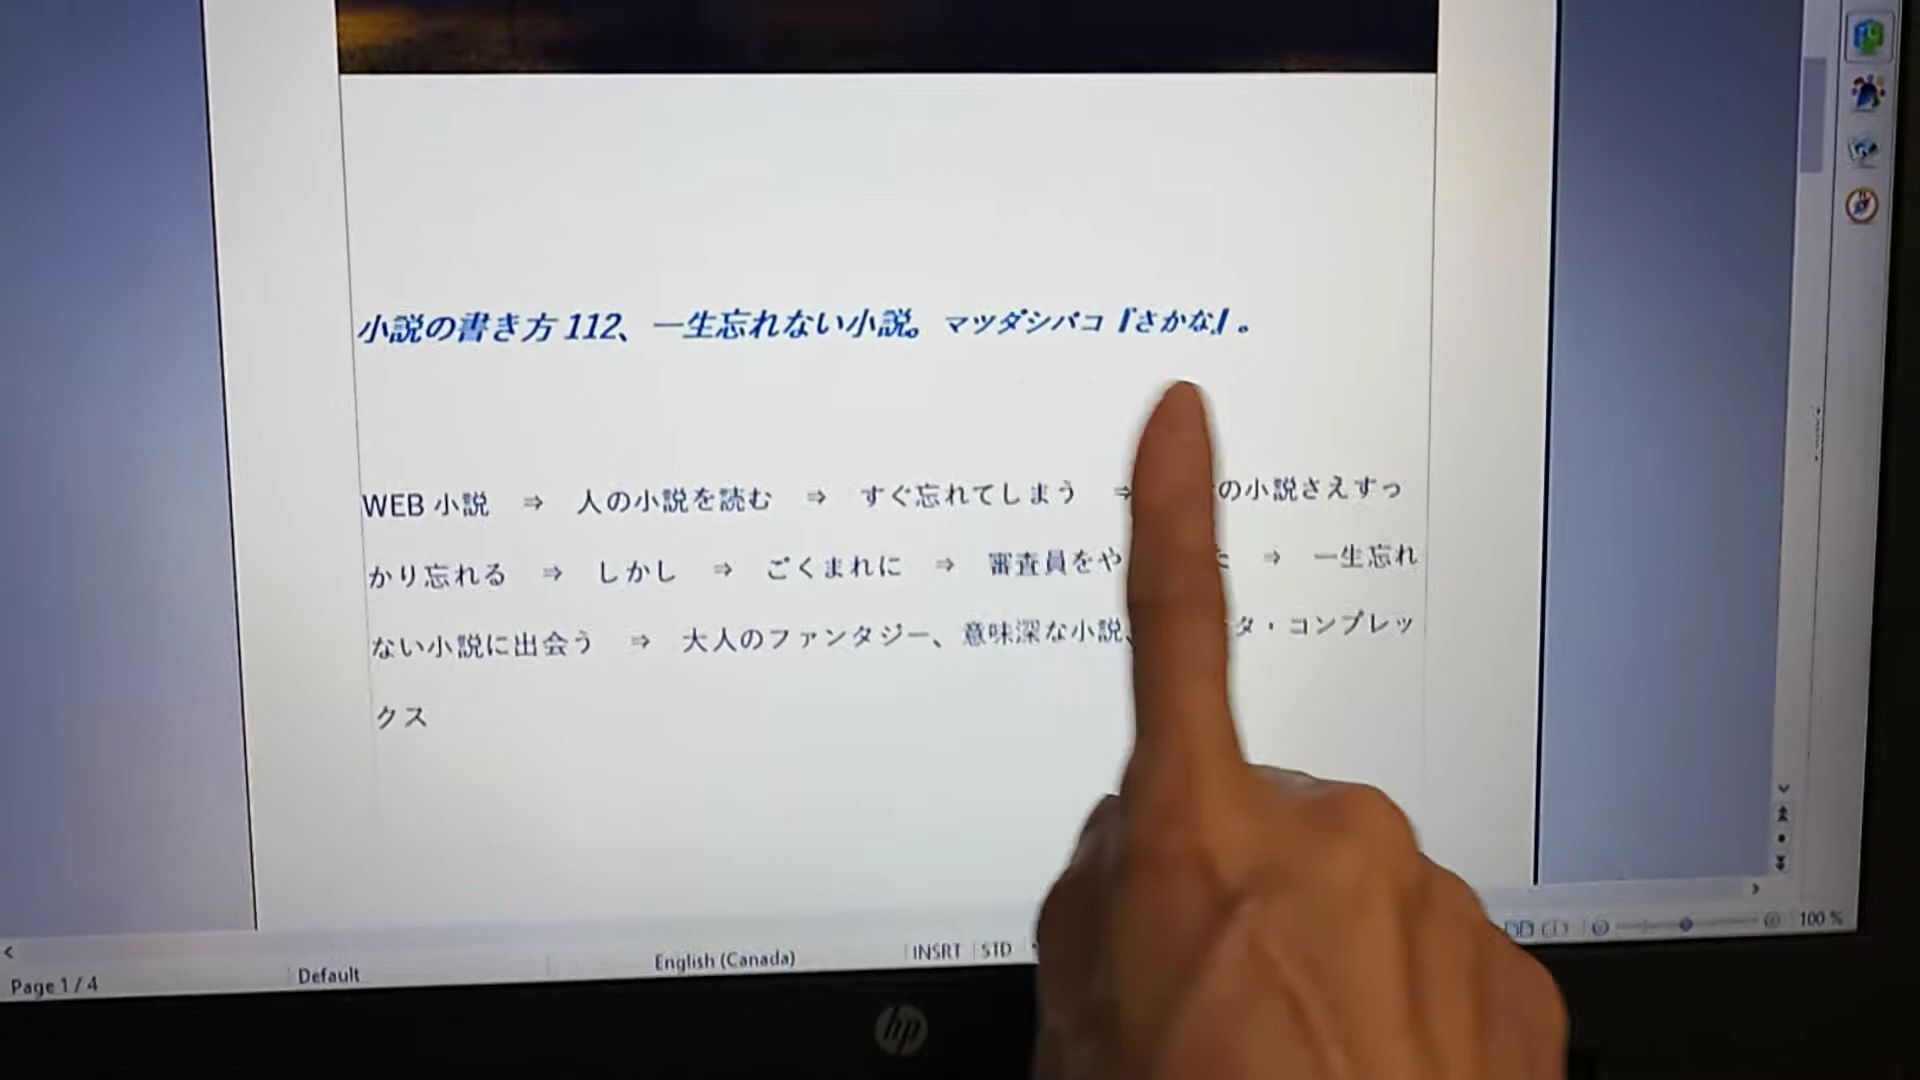 小説の書き方 112、一生忘れない小説。マツダシバコ『さかな』。
WEB 小説 ⇒ 人の小説を読む ⇒ すぐ忘れてしまう ⇒ の小説さえすっ
かり忘れる ⇒ しかし ⇒ ごくまれに ⇒ 審査員をや た ⇒ 一生忘れ
ない小説に出会う ⇒ 大人のファンタジー、意味深な小説、 タ・コンプレッ
クス
Page 1 / 4 Default English (Canada) INSRT STD 100 %
hp